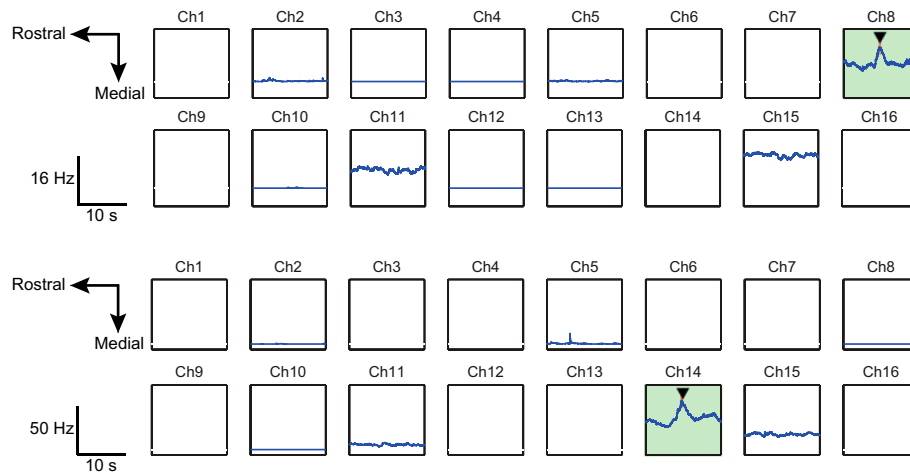 Ch1 Ch2 Ch3 Ch4 Ch5 Ch6 Ch7 Ch8
Rostral
Medial
Ch9 Ch10 Ch11 Ch12 Ch13 Ch14 Ch15 Ch16
16 Hz
10 s
Ch1 Ch2 Ch3 Ch4 Ch5 Ch6 Ch7 Ch8
Rostral
Medial
Ch9 Ch10 Ch11 Ch12 Ch13 Ch14 Ch15 Ch16
50 Hz
10 s